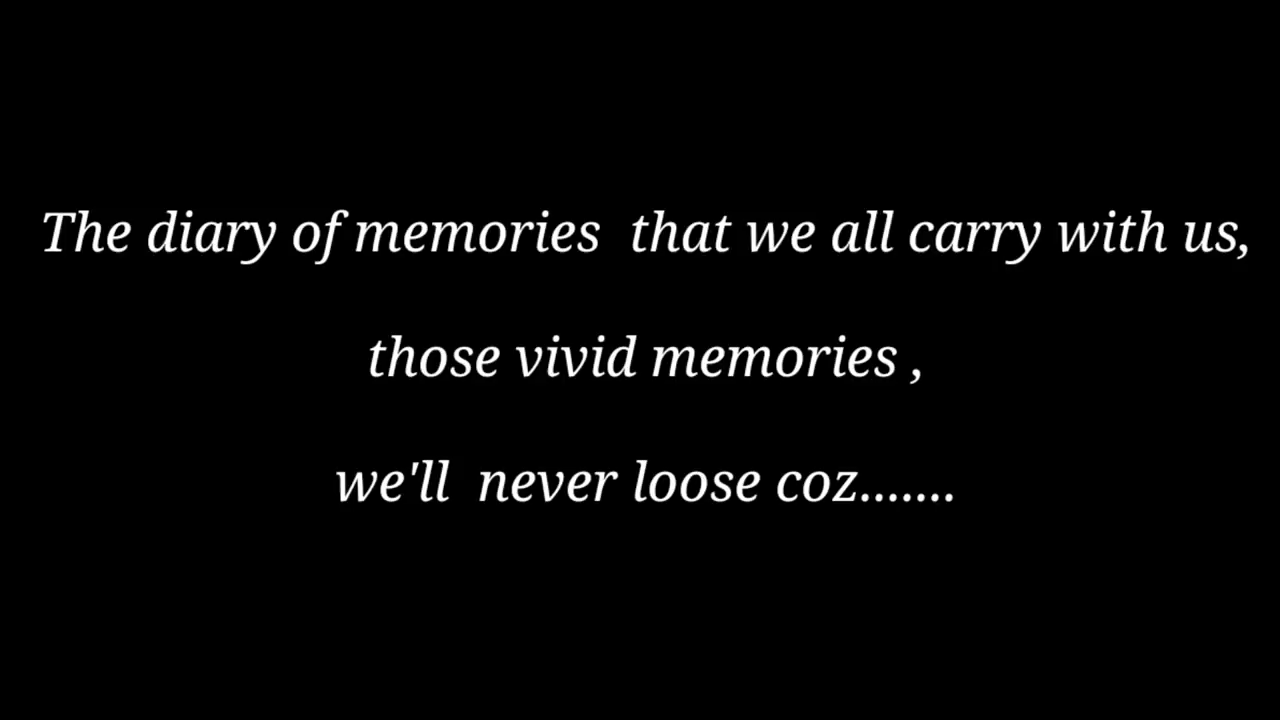 The diary of memories  that we all carry with us,
those vivid memories ,
we'll  never loose coz.......